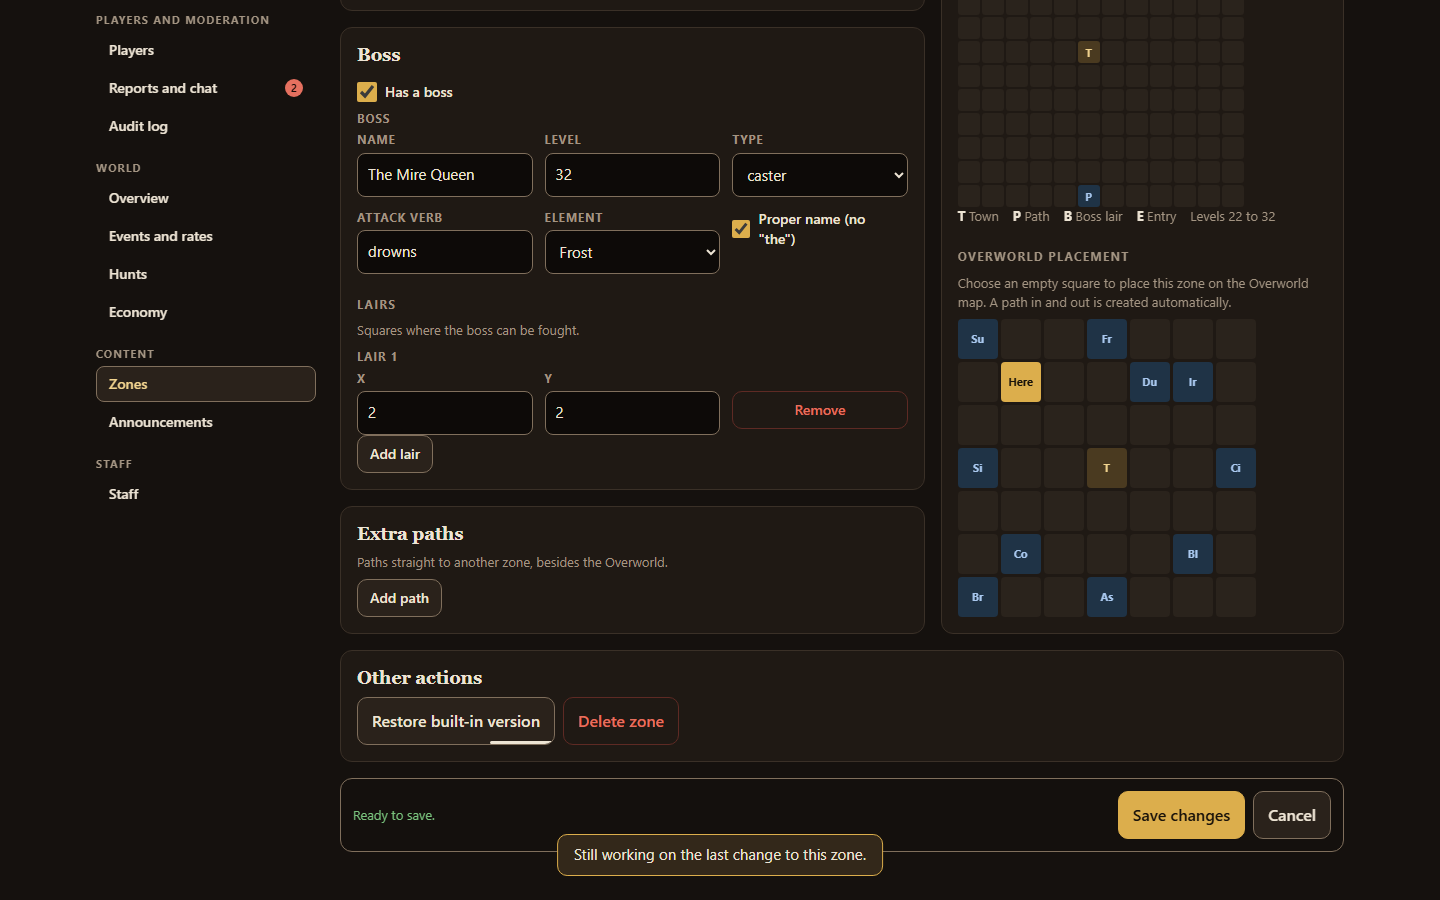 PLAYERS AND MODERATION
Players
Reports and chat 2
Audit log
WORLD
Overview
Events and rates
Hunts
Economy
CONTENT
Zones
Announcements
STAFF
Staff
Boss
Has a boss
BOSS
NAME LEVEL TYPE
The Mire Queen 32 caster
ATTACK VERB ELEMENT
drowns Frost
Proper name (no
"the")
LAIRS
Squares where the boss can be fought.
LAIR 1
X Y
2 2 Remove
Add lair
Extra paths
Paths straight to another zone, besides the Overworld.
Add path
T
P
T Town P Path B Boss lair E Entry Levels 22 to 32
OVERWORLD PLACEMENT
Choose an empty square to place this zone on the Overworld
map. A path in and out is created automatically.
Su Fr
Here Du Ir
Si T Ci
Co Bl
Br As
Other actions
Restore built-in version Delete zone
Ready to save.
Save changes Cancel
Still working on the last change to this zone.